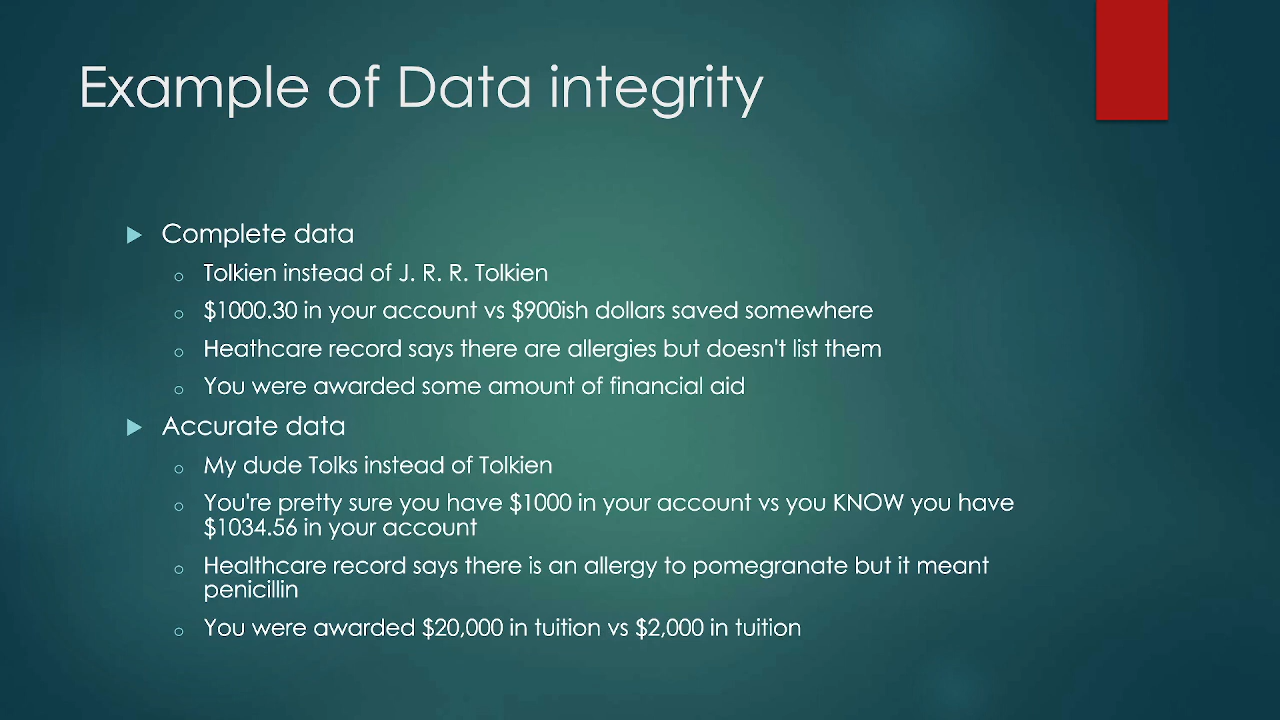 Example of Data integrity
Complete data
Tolkien instead of J. R. R. Tolkien
$1000.30 in your account vs $900ish dollars saved somewhere
Heathcare record says there are allergies but doesn't list them
You were awarded some amount of financial aid
Accurate data
My dude Tolks instead of Tolkien
You're pretty sure you have $1000 in your account vs you KNOW you have
$1034.56 in your account
Healthcare record says there is an allergy to pomegranate but it meant
penicillin
You were awarded $20,000 in tuition vs $2,000 in tuition